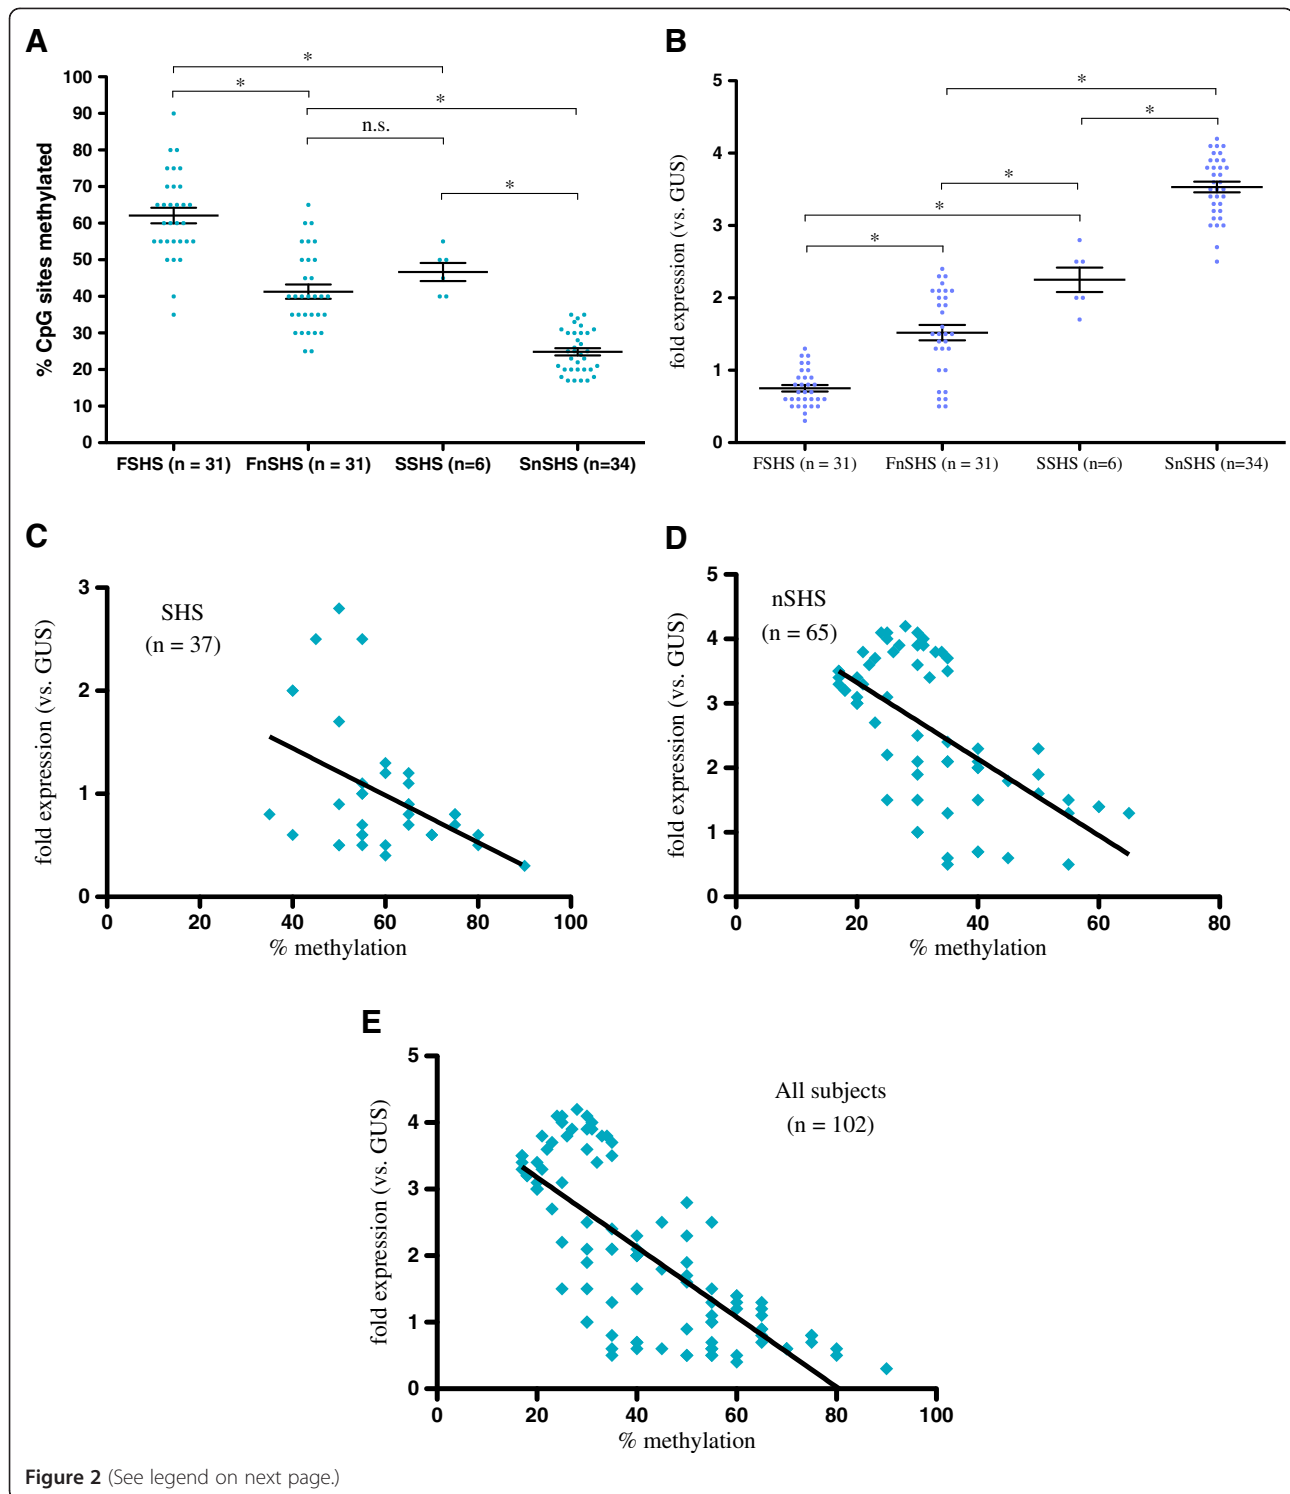 A
% CpG sites methylated
100
90
80
70
60
50
40
30
20
10
0
*
*
*
n.s.
*
FSHS (n = 31) FnSHS (n = 31) SSHS (n=6) SnSHS (n=34)
B
fold expression (vs. GUS)
5
4
3
2
1
0
*
*
*
*
*
FSHS (n = 31) FnSHS (n = 31) SSHS (n=6) SnSHS (n=34)
C
fold expression (vs. GUS)
3
2
1
0
SHS
(n = 37)
0 20 40 60 80 100
% methylation
D
fold expression (vs. GUS)
5
4
3
2
1
0
nSHS
(n = 65)
0 20 40 60 80
% methylation
E
fold expression (vs. GUS)
5
4
3
2
1
0
All subjects
(n = 102)
0 20 40 60 80 100
% methylation
Figure 2 (See legend on next page.)